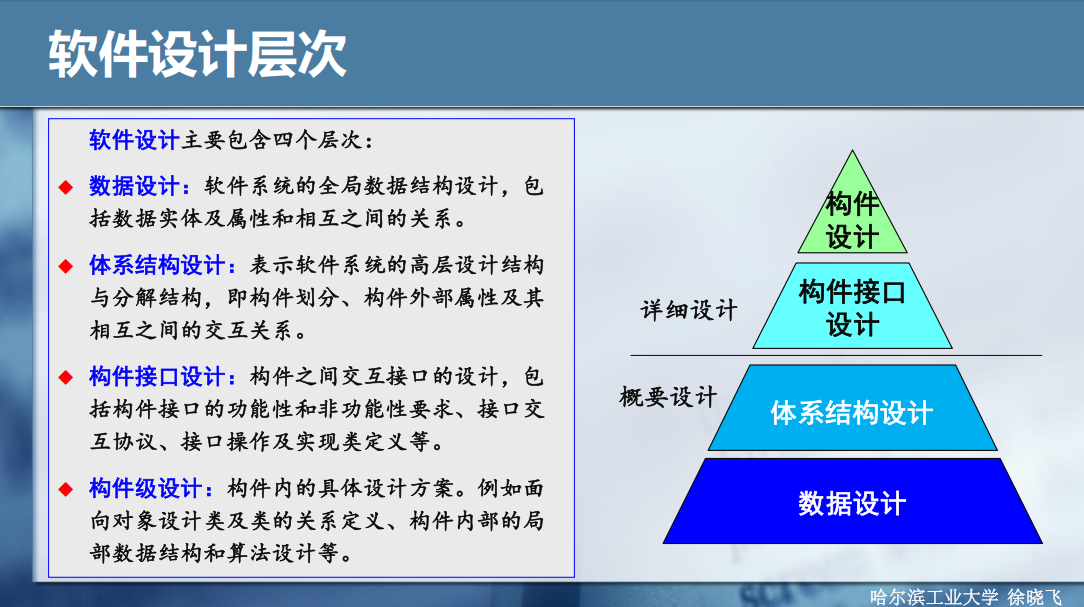 软件设计层次
软件设计主要包含四个层次：
数据设计：软件系统的全局数据结构设计，包
括数据实体及属性和相互之间的关系。
体系结构设计：表示软件系统的高层设计结构
与分解结构，即构件划分、构件外部属性及其
相互之间的交互关系。
构件接口设计：构件之间交互接口的设计，包
括构件接口的功能性和非功能性要求、接口交
互协议、接口操作及实现类定义等。
构件级设计：构件内的具体设计方案。例如面
向对象设计类及类的关系定义、构件内部的局
部数据结构和算法设计等。
构件
设计
构件接口
设计
详细设计
概要设计
体系结构设计
数据设计
哈尔滨工业大学 徐晓飞